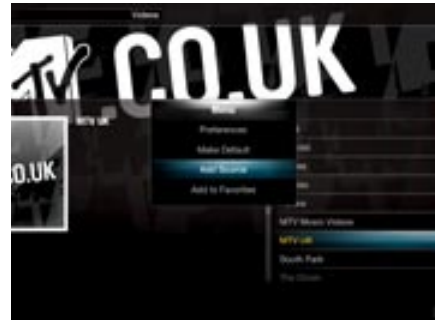 Videos
MTV.CO.UK
MTV UK
Menu
Preferences
Make Default
Add Source
Add to Favorites
O.UK
MTV Music Videos
MTV UK
South Park